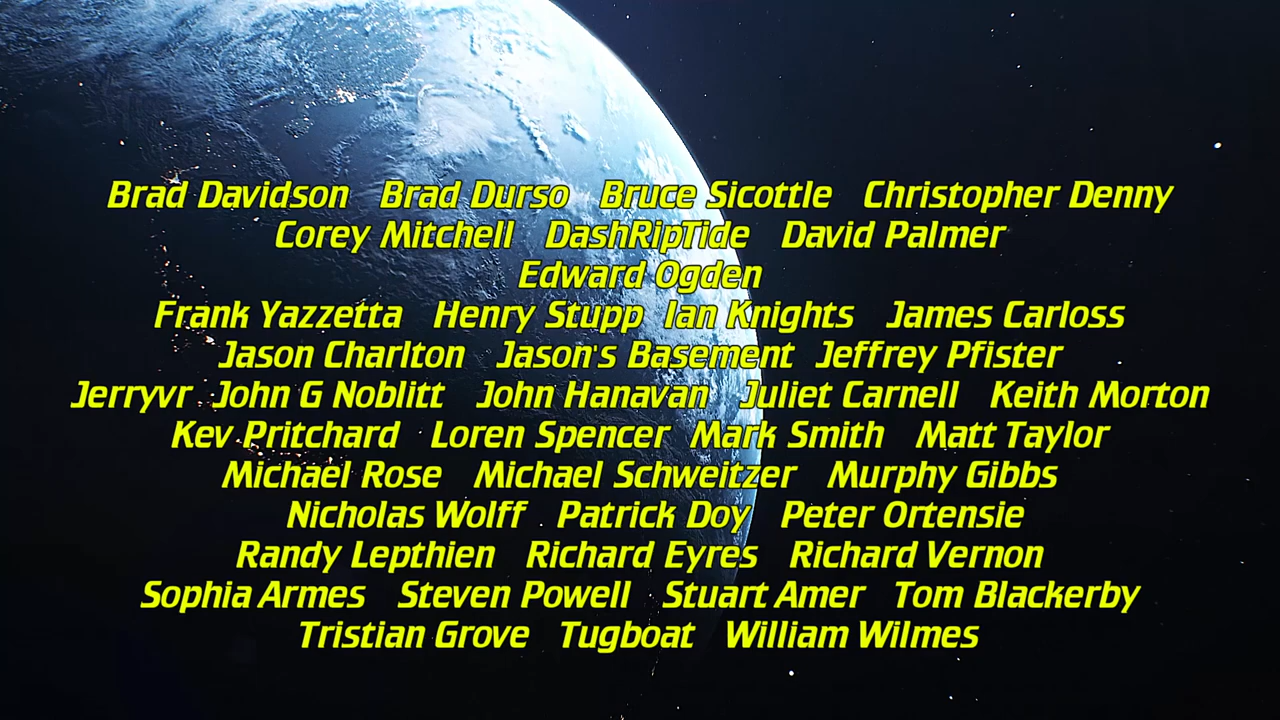 Brad Davidson Brad Durso Bruce Sicottle Christopher Denny
Corey Mitchell DashRipTide David Palmer
Edward Ogden
Frank Yazzetta Henry Stupp Ian Knights James Carloss
Jason Charlton Jason's Basement Jeffrey Pfister
Jerryvr John G Noblitt John Hanavan Juliet Carnell Keith Morton
Kev Pritchard Loren Spencer Mark Smith Matt Taylor
Michael Rose Michael Schweitzer Murphy Gibbs
Nicholas Wolff Patrick Doy Peter Ortensie
Randy Lepthien Richard Eyres Richard Vernon
Sophia Armes Steven Powell Stuart Amer Tom Blackerby
Tristian Grove Tugboat William Wilmes